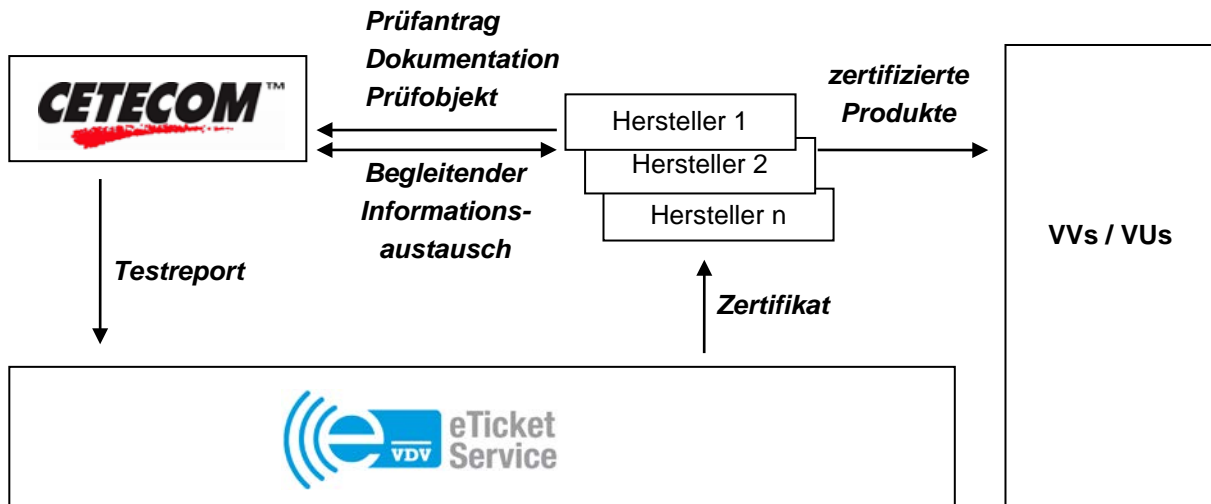 Prüfantrag
Dokumentation
Prüfobjekt
CETECOM™
Hersteller 1
Hersteller 2
Hersteller n
zertifizierte
Produkte
Begleitender
Informations-
austausch
VVs / VUs
Testreport
Zertifikat
e
VDV
eTicket
Service